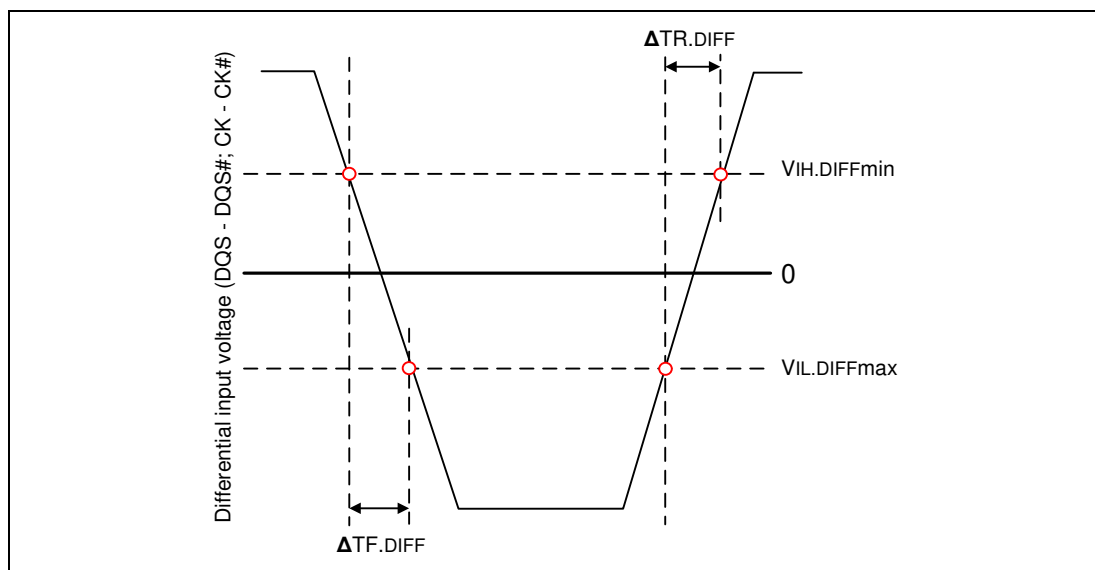 ΔTR.DIFF
Differential input voltage (DQS - DQS#; CK - CK#)
VIH.DIFFmin
0
VIL.DIFFmax
ΔTF.DIFF